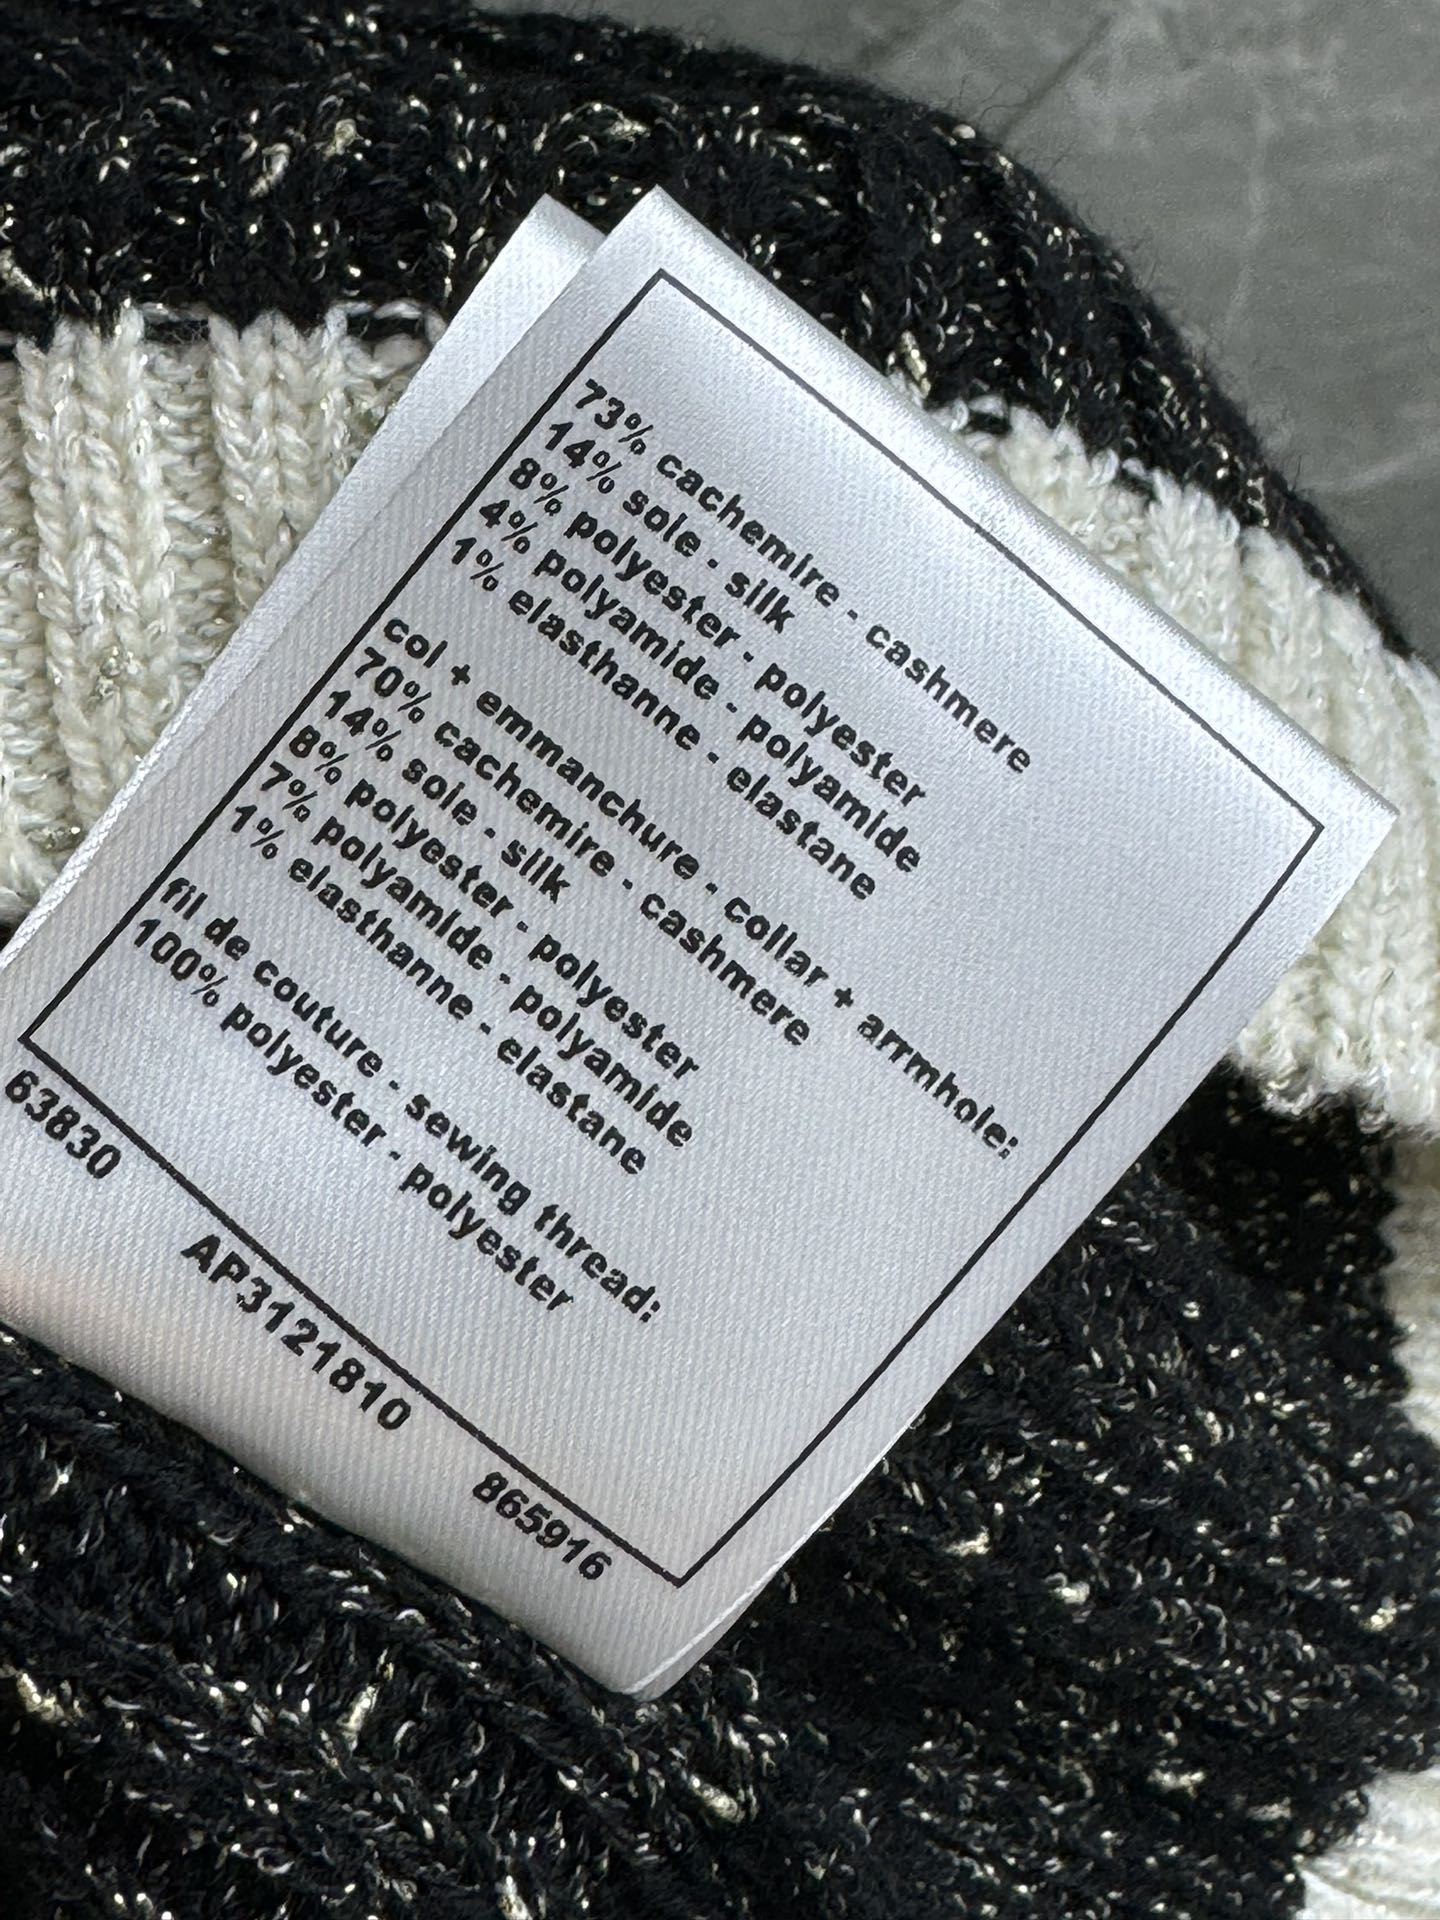 73% cachemire - cashmere
14% soie - silk
8% polyester - polyester
4% polyamide - polyamide
1% elasthanne - elastane
col + emmanchure - collar + arrmhole:
70% cachemire - cashmere
14% soie - silk
8% polyester - polyester
7% polyamide - polyamide
1% elasthanne - elastane
fil de couture - sewing thread:
100% polyester - polyester
63830 AP3121810 865916